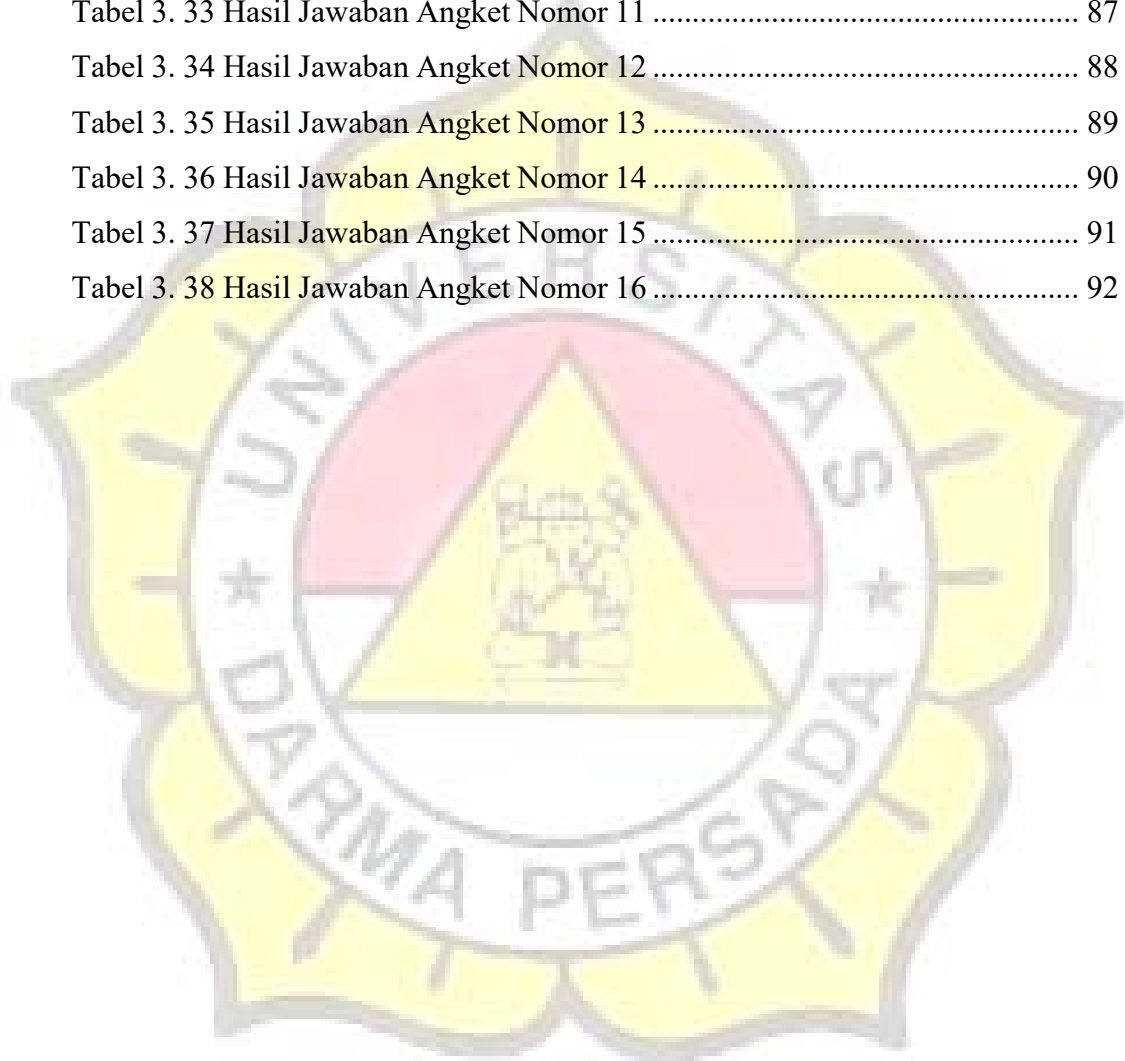 Tabel 3. 33 Hasil Jawaban Angket Nomor 11 ........................................................ 87
Tabel 3. 34 Hasil Jawaban Angket Nomor 12 ........................................................ 88
Tabel 3. 35 Hasil Jawaban Angket Nomor 13 ........................................................ 89
Tabel 3. 36 Hasil Jawaban Angket Nomor 14 ........................................................ 90
Tabel 3. 37 Hasil Jawaban Angket Nomor 15 ........................................................ 91
Tabel 3. 38 Hasil Jawaban Angket Nomor 16 ........................................................ 92
UNIVERSITAS
DARMA PERSADA